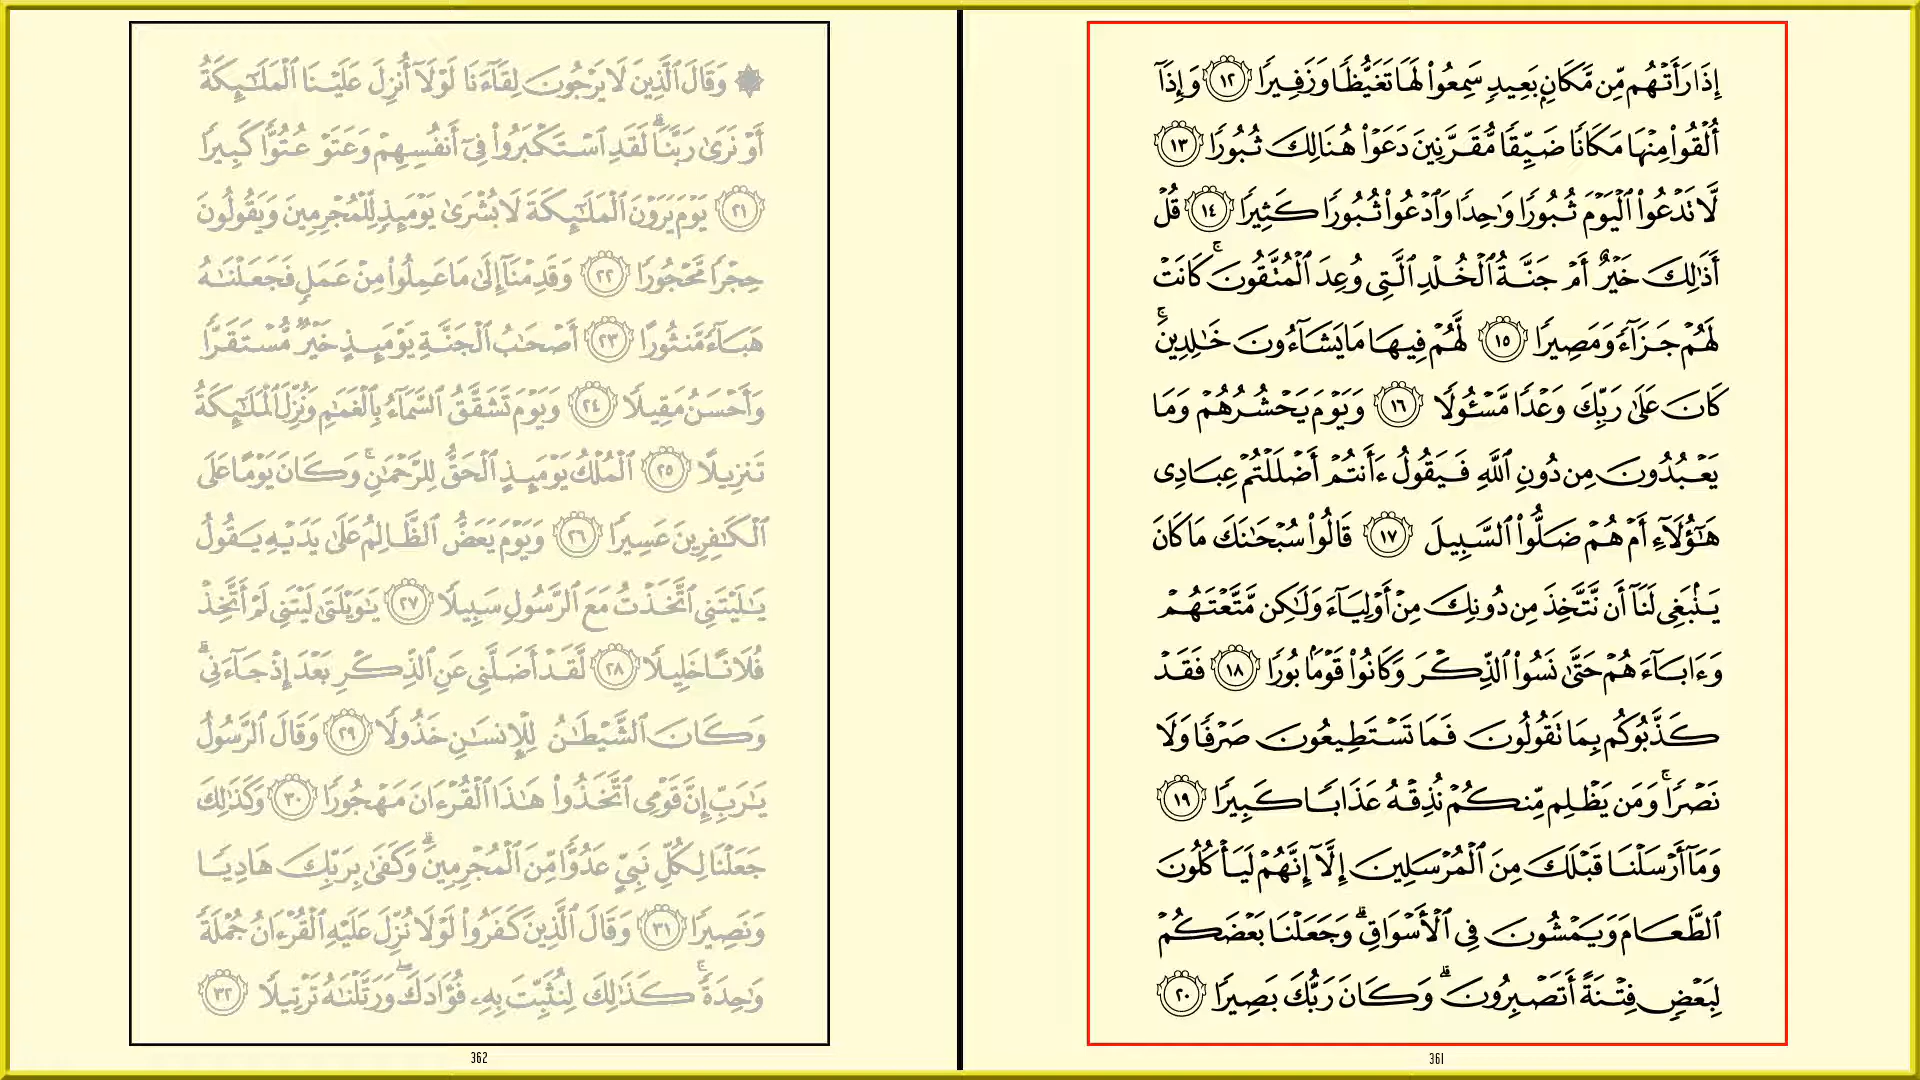 إِذَا رَأَتْهُم مِّن مَّكَانٍ بَعِيدٍ سَمِعُوا۟ لَهَا تَغَيُّظًا وَزَفِيرًا ١٢ وَإِذَآ
أُلْقُوا۟ مِنْهَا مَكَانًا ضَيِّقًا مُّقَرَّنِينَ دَعَوْا۟ هُنَالِكَ ثُبُورًا ١٣
لَّا تَدْعُوا۟ ٱلْيَوْمَ ثُبُورًا وَٰحِدًا وَٱدْعُوا۟ ثُبُورًا كَثِيرًا ١٤ قُلْ
أَذَٰلِكَ خَيْرٌ أَمْ جَنَّةُ ٱلْخُلْدِ ٱلَّتِى وُعِدَ ٱلْمُتَّقُونَ ۚ كَانَتْ
لَهُمْ جَزَآءً وَمَصِيرًا ١٥ لَّهُمْ فِيهَا مَا يَشَآءُونَ خَٰلِدِينَ ۚ
كَانَ عَلَىٰ رَبِّكَ وَعْدًا مَّسْـُٔولًا ١٦ وَيَوْمَ يَحْشُرُهُمْ وَمَا
يَعْبُدُونَ مِن دُونِ ٱللَّهِ فَيَقُولُ ءَأَنتُمْ أَضْلَلْتُمْ عِبَادِى
هَٰٓؤُلَآءِ أَمْ هُمْ ضَلُّوا۟ ٱلسَّبِيلَ ١٧ قَالُوا۟ سُبْحَٰنَكَ مَا كَانَ
يَنۢبَغِى لَنَآ أَن نَّتَّخِذَ مِن دُونِكَ مِنْ أَوْلِيَآءَ وَلَٰكِن مَّتَّعْتَهُمْ
وَءَابَآءَهُمْ حَتَّىٰ نَسُوا۟ ٱلذِّكْرَ وَكَانُوا۟ قَوْمًۢا بُورًا ١٨ فَقَدْ
كَذَّبُوكُم بِمَا تَقُولُونَ فَمَا تَسْتَطِيعُونَ صَرْفًا وَلَا
نَصْرًا ۚ وَمَن يَظْلِم مِّنكُمْ نُذِقْهُ عَذَابًا كَبِيرًا ١٩
وَمَآ أَرْسَلْنَا قَبْلَكَ مِنَ ٱلْمُرْسَلِينَ إِلَّآ إِنَّهُمْ لَيَأْكُلُونَ
ٱلطَّعَامَ وَيَمْشُونَ فِى ٱلْأَسْوَاقِ ۗ وَجَعَلْنَا بَعْضَكُمْ
لِبَعْضٍ فِتْنَةً أَتَصْبِرُونَ ۗ وَكَانَ رَبُّكَ بَصِيرًا ٢٠
361
۞ وَقَالَ ٱلَّذِينَ لَا يَرْجُونَ لِقَآءَنَا لَوْلَآ أُنزِلَ عَلَيْنَا ٱلْمَلَٰٓئِكَةُ
أَوْ نَرَىٰ رَبَّنَا ۗ لَقَدِ ٱسْتَكْبَرُوا۟ فِىٓ أَنفُسِهِمْ وَعَتَوْ عُتُوًّا كَبِيرًا
٢١ يَوْمَ يَرَوْنَ ٱلْمَلَٰٓئِكَةَ لَا بُشْرَىٰ يَوْمَئِذٍ لِّلْمُجْرِمِينَ وَيَقُولُونَ
حِجْرًا مَّحْجُورًا ٢٢ وَقَدِمْنَآ إِلَىٰ مَا عَمِلُوا۟ مِنْ عَمَلٍ فَجَعَلْنَٰهُ
هَبَآءً مَّنثُورًا ٢٣ أَصْحَٰبُ ٱلْجَنَّةِ يَوْمَئِذٍ خَيْرٌ مُّسْتَقَرًّا
وَأَحْسَنُ مَقِيلًا ٢٤ وَيَوْمَ تَشَقَّقُ ٱلسَّمَآءُ بِٱلْغَمَٰمِ وَنُزِّلَ ٱلْمَلَٰٓئِكَةُ
تَنزِيلًا ٢٥ ٱلْمُلْكُ يَوْمَئِذٍ ٱلْحَقُّ لِلرَّحْمَٰنِ ۚ وَكَانَ يَوْمًا عَلَى
ٱلْكَٰفِرِينَ عَسِيرًا ٢٦ وَيَوْمَ يَعَضُّ ٱلظَّالِمُ عَلَىٰ يَدَيْهِ يَقُولُ
يَٰلَيْتَنِى ٱتَّخَذْتُ مَعَ ٱلرَّسُولِ سَبِيلًا ٢٧ يَٰوَيْلَتَىٰ لَيْتَنِى لَمْ أَتَّخِذْ
فُلَانًا خَلِيلًا ٢٨ لَّقَدْ أَضَلَّنِى عَنِ ٱلذِّكْرِ بَعْدَ إِذْ جَآءَنِى ۗ
وَكَانَ ٱلشَّيْطَٰنُ لِلْإِنسَٰنِ خَذُولًا ٢٩ وَقَالَ ٱلرَّسُولُ
يَٰرَبِّ إِنَّ قَوْمِى ٱتَّخَذُوا۟ هَٰذَا ٱلْقُرْءَانَ مَهْجُورًا ٣٠ وَكَذَٰلِكَ
جَعَلْنَا لِكُلِّ نَبِىٍّ عَدُوًّا مِّنَ ٱلْمُجْرِمِينَ ۗ وَكَفَىٰ بِرَبِّكَ هَادِيًا
وَنَصِيرًا ٣١ وَقَالَ ٱلَّذِينَ كَفَرُوا۟ لَوْلَا نُزِّلَ عَلَيْهِ ٱلْقُرْءَانُ جُمْلَةً
وَٰحِدَةً ۚ كَذَٰلِكَ لِنُثَبِّتَ بِهِۦ فُؤَادَكَ ۖ وَرَتَّلْنَٰهُ تَرْتِيلًا ٣٢
362